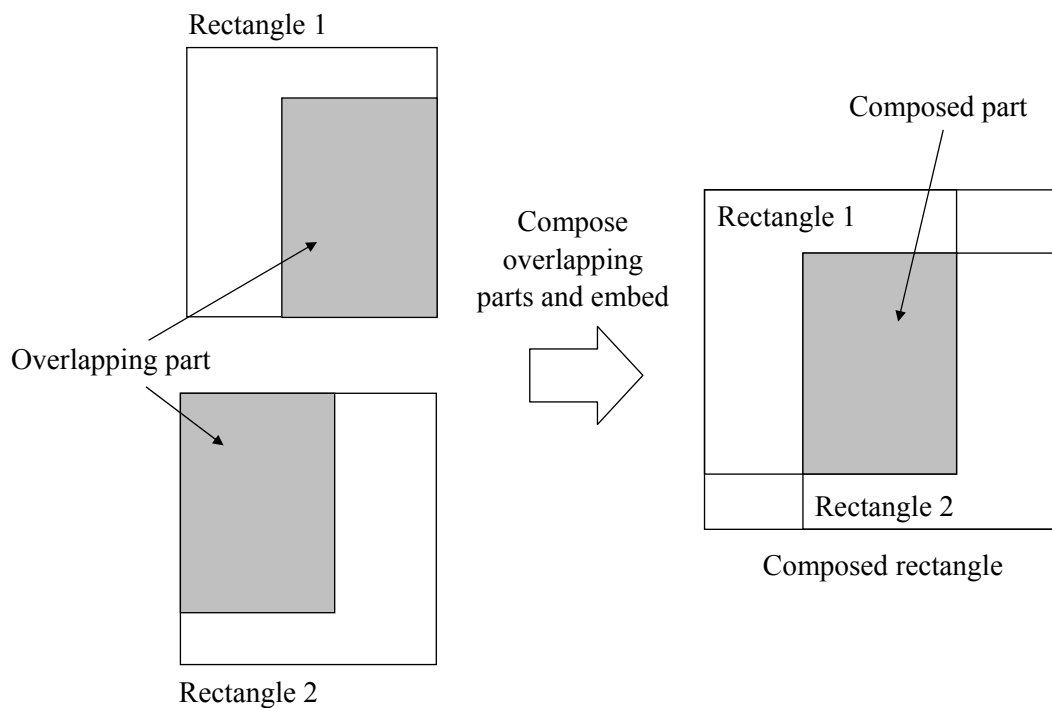 Rectangle 1
Overlapping part
Rectangle 2
Compose
overlapping
parts and embed
Composed part
Rectangle 1
Rectangle 2
Composed rectangle